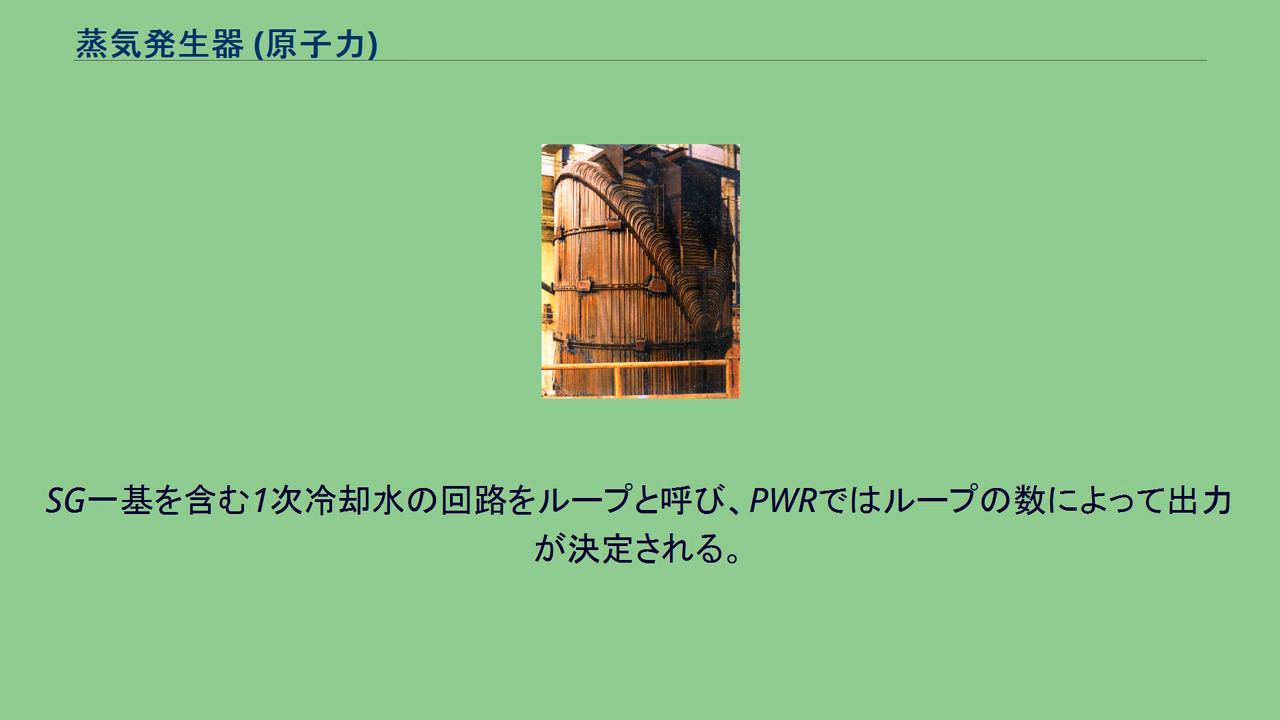 蒸気発生器 (原子力)
SG一基を含む1次冷却水の回路をループと呼び、PWRではループの数によって出力
が決定される。